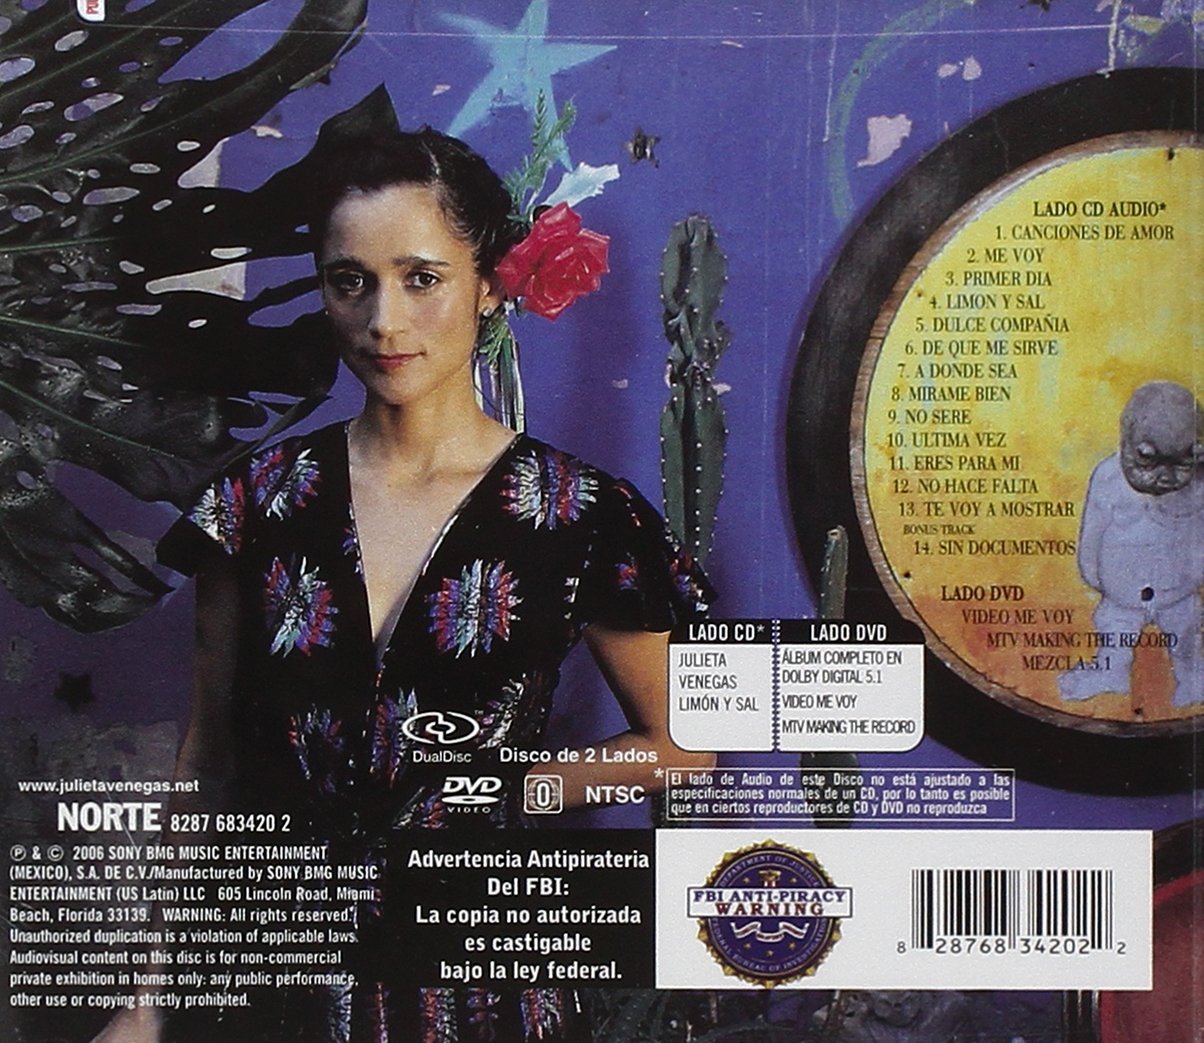 LADO CD AUDIO*
1. CANCIONES DE AMOR
2. ME VOY
3. PRIMER DIA
4. LIMON Y SAL
5. DULCE COMPAÑIA
6. DE QUE ME SIRVE
7. A DONDE SEA
8. MIRAME BIEN
9. NO SERE
10. ULTIMA VEZ
11. ERES PARA MI
12. NO HACE FALTA
13. TE VOY A MOSTRAR
BONUS TRACK
14. SIN DOCUMENTOS
LADO DVD
VIDEO ME VOY
MTV MAKING THE RECORD
MEZCLA 5.1
LADO CD*
JULIETA
VENEGAS
LIMÓN Y SAL
LADO DVD
ÁLBUM COMPLETO EN
DOLBY DIGITAL 5.1
VIDEO ME VOY
MTV MAKING THE RECORD
DualDisc™
Disco de 2 Lados
DVD
VIDEO
0
NTSC
*El lado de Audio de este Disco no está ajustado a las
especificaciones normales de un CD, por lo tanto es posible
que en ciertos reproductores de CD y DVD no reproduzca
www.julietavenegas.net
NORTE 8287 683420 2
Ⓟ & © 2006 SONY BMG MUSIC ENTERTAINMENT
(MEXICO), S.A. DE C.V./Manufactured by SONY BMG MUSIC
ENTERTAINMENT (US Latin) LLC 605 Lincoln Road, Miami
Beach, Florida 33139. WARNING: All rights reserved.
Unauthorized duplication is a violation of applicable laws.
Audiovisual content on this disc is for non-commercial
private exhibition in homes only: any public performance,
other use or copying strictly prohibited.
Advertencia Antipirateria
Del FBI:
La copia no autorizada
es castigable
bajo la ley federal.
DEPARTMENT OF JUSTICE
FBI ANTI-PIRACY
WARNING
FEDERAL BUREAU OF INVESTIGATION
8 28768 34202 2